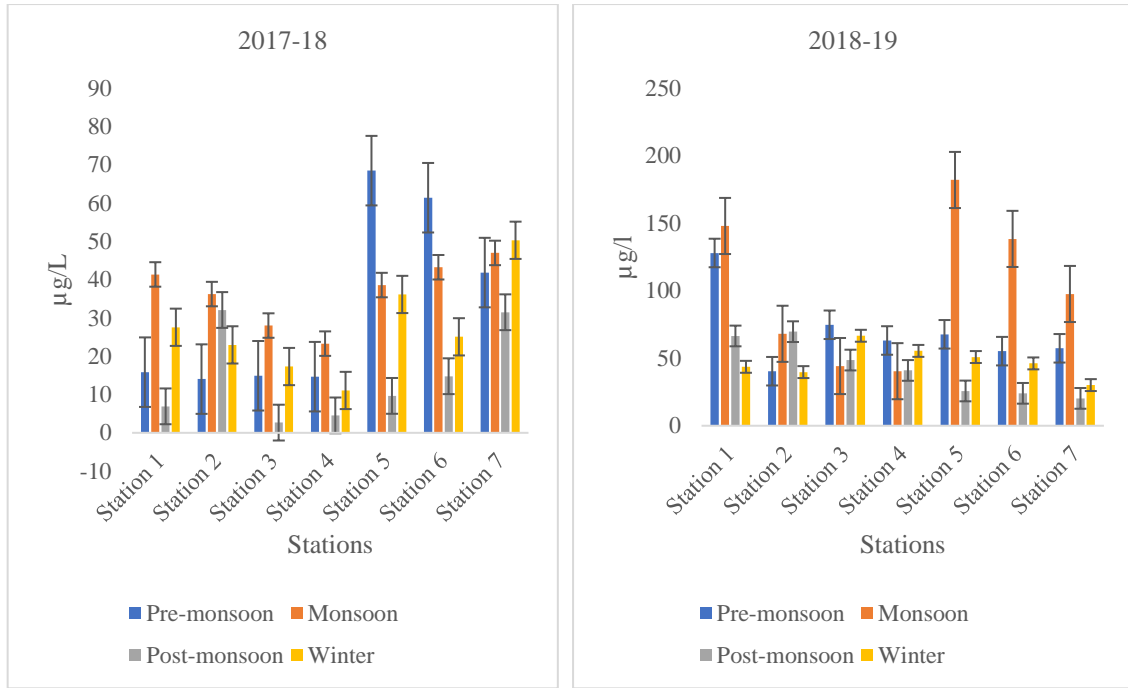 2017-18
90
80
70
60
50
40
30
20
10
0
-10
µg/L
Station 1
Station 2
Station 3
Station 4
Station 5
Station 6
Station 7
Stations
Pre-monsoon Monsoon
Post-monsoon Winter
2018-19
250
200
150
100
50
0
µg/l
Station 1
Station 2
Station 3
Station 4
Station 5
Station 6
Station 7
Stations
Pre-monsoon Monsoon
Post-monsoon Winter